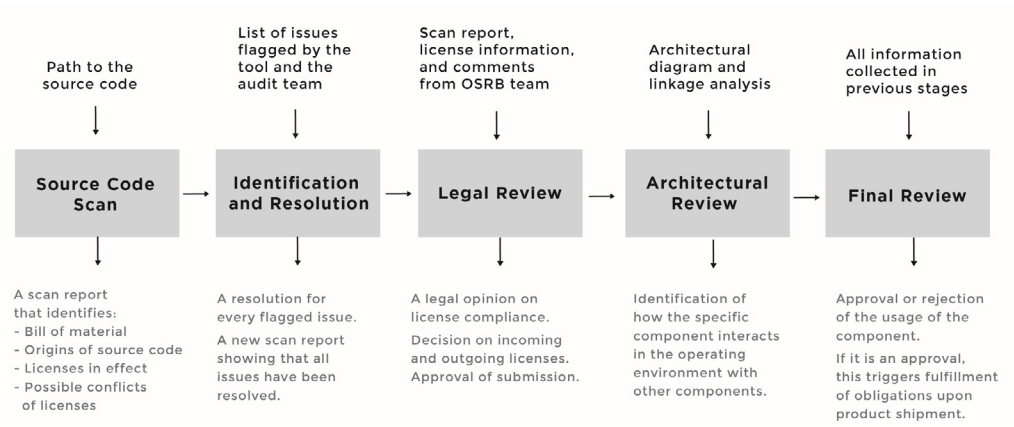 Path to the
source code
List of issues
flagged by the
tool and the
audit team
Scan report,
license information,
and comments
from OSRB team
Architectural
diagram and
linkage analysis
All information
collected in
previous stages
Source Code
Scan
Identification
and Resolution
Legal Review
Architectural
Review
Final Review
A scan report
that identifies:
- Bill of material
- Origins of source code
- Licenses in effect
- Possible conflicts
of licenses
A resolution for
every flagged issue.
A new scan report
showing that all
issues have been
resolved.
A legal opinion on
license compliance.
Decision on incoming
and outgoing licenses.
Approval of submission.
Identification of
how the specific
component interacts
in the operating
environment with
other components.
Approval or rejection
of the usage of the
component.
If it is an approval,
this triggers fulfillment
of obligations upon
product shipment.